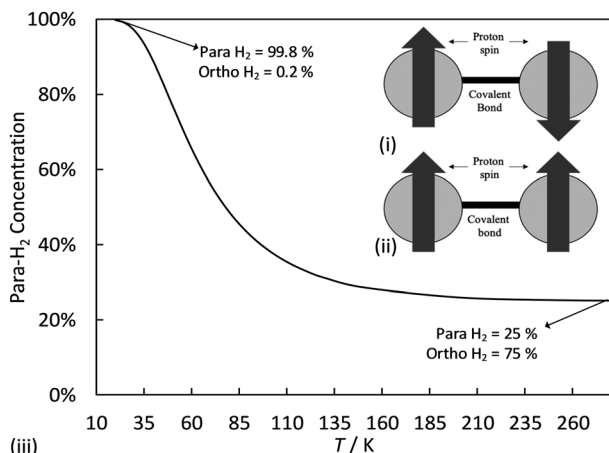 100%
80%
60%
40%
20%
0%
Para-H₂ Concentration
10 35 60 85 110 135 160 185 210 235 260
T / K
(iii)
Para H₂ = 99.8 %
Ortho H₂ = 0.2 %
Para H₂ = 25 %
Ortho H₂ = 75 %
Proton
spin
Covalent
Bond
(i)
Proton
spin
Covalent
bond
(ii)